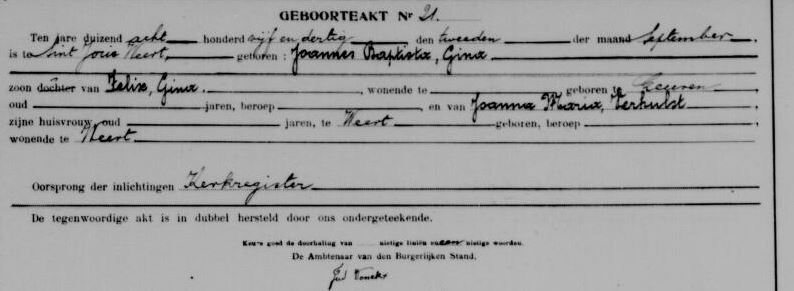 GEBOORTEAKT Nr 21.
Ten jare duizend acht honderd vijf en dertig den tweeden der maand September
is te Sint Joris Weert, geboren : Joannes Baptista, Gina
zoon dochter van Felix, Gina. , wonende te geboren te Leuven
oud jaren, beroep , en van Joanna Maria, Verhulst
zijne huisvrouw, oud jaren, te Weert geboren, beroep ,
wonende te Weert
Oorsprong der inlichtingen Kerkregister
De tegenwoordige akt is in dubbel hersteld door ons ondergeteekende.
Keurs goed de doorhaling van nietige liniën en nietige woorden.
De Ambtenaar van den Burgerlijken Stand,
Vonckx